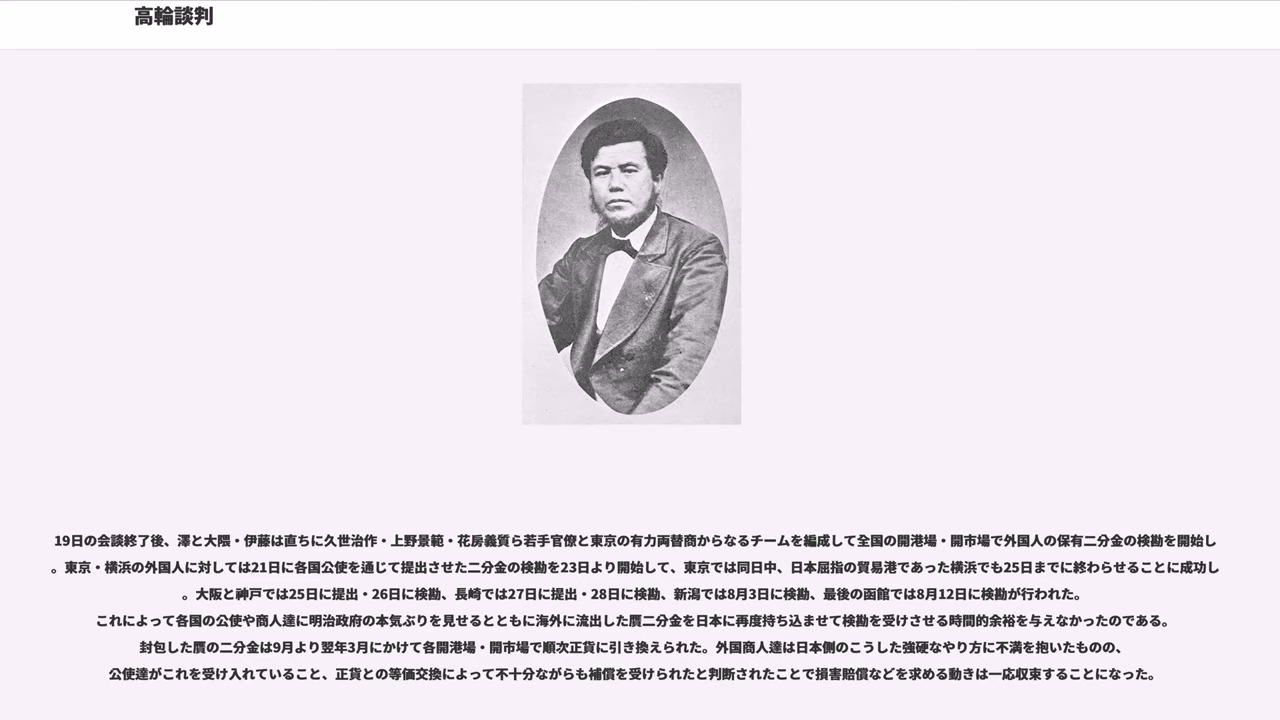 高輪談判
19日の会談終了後、澤と大隈・伊藤は直ちに久世治作・上野景範・花房義質ら若手官僚と東京の有力両替商からなるチームを編成して全国の開港場・開市場で外国人の保有二分金の検勘を開始し
。東京・横浜の外国人に対しては21日に各国公使を通じて提出させた二分金の検勘を23日より開始して、東京では同日中、日本屈指の貿易港であった横浜でも25日までに終わらせることに成功し
。大阪と神戸では25日に提出・26日に検勘、長崎では27日に提出・28日に検勘、新潟では8月3日に検勘、最後の函館では8月12日に検勘が行われた。
これによって各国の公使や商人達に明治政府の本気ぶりを見せるとともに海外に流出した贋二分金を日本に再度持ち込ませて検勘を受けさせる時間的余裕を与えなかったのである。
封包した贋の二分金は9月より翌年3月にかけて各開港場・開市場で順次正貨に引き換えられた。外国商人達は日本側のこうした強硬なやり方に不満を抱いたものの、
公使達がこれを受け入れていること、正貨との等価交換によって不十分ながらも補償を受けられたと判断されたことで損害賠償などを求める動きは一応収束することになった。